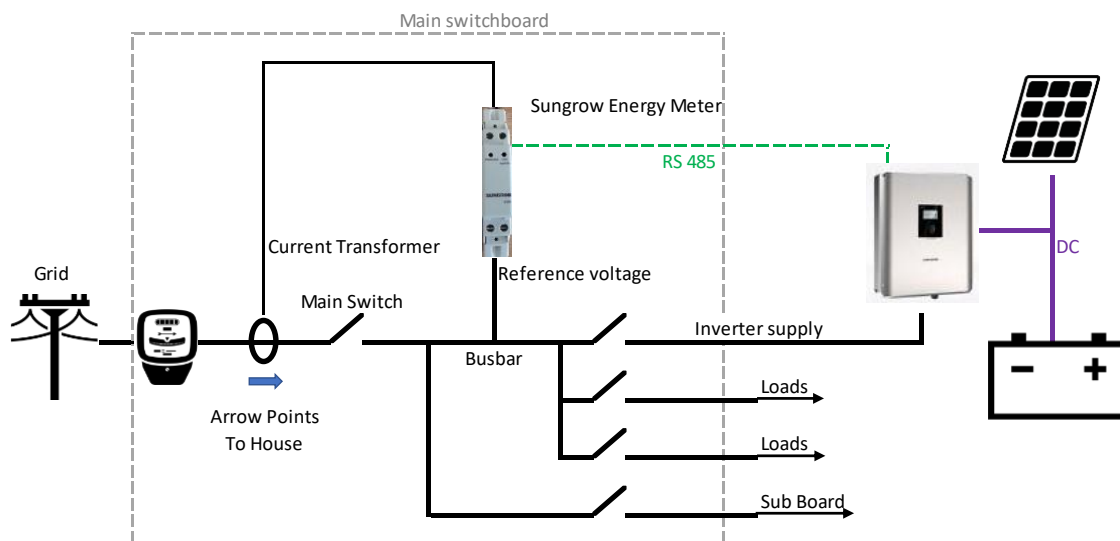 Main switchboard
Sungrow Energy Meter
RS 485
Current Transformer
Grid
Reference voltage
DC
Main Switch
Inverter supply
Busbar
Loads
Arrow Points
To House
Loads
Sub Board